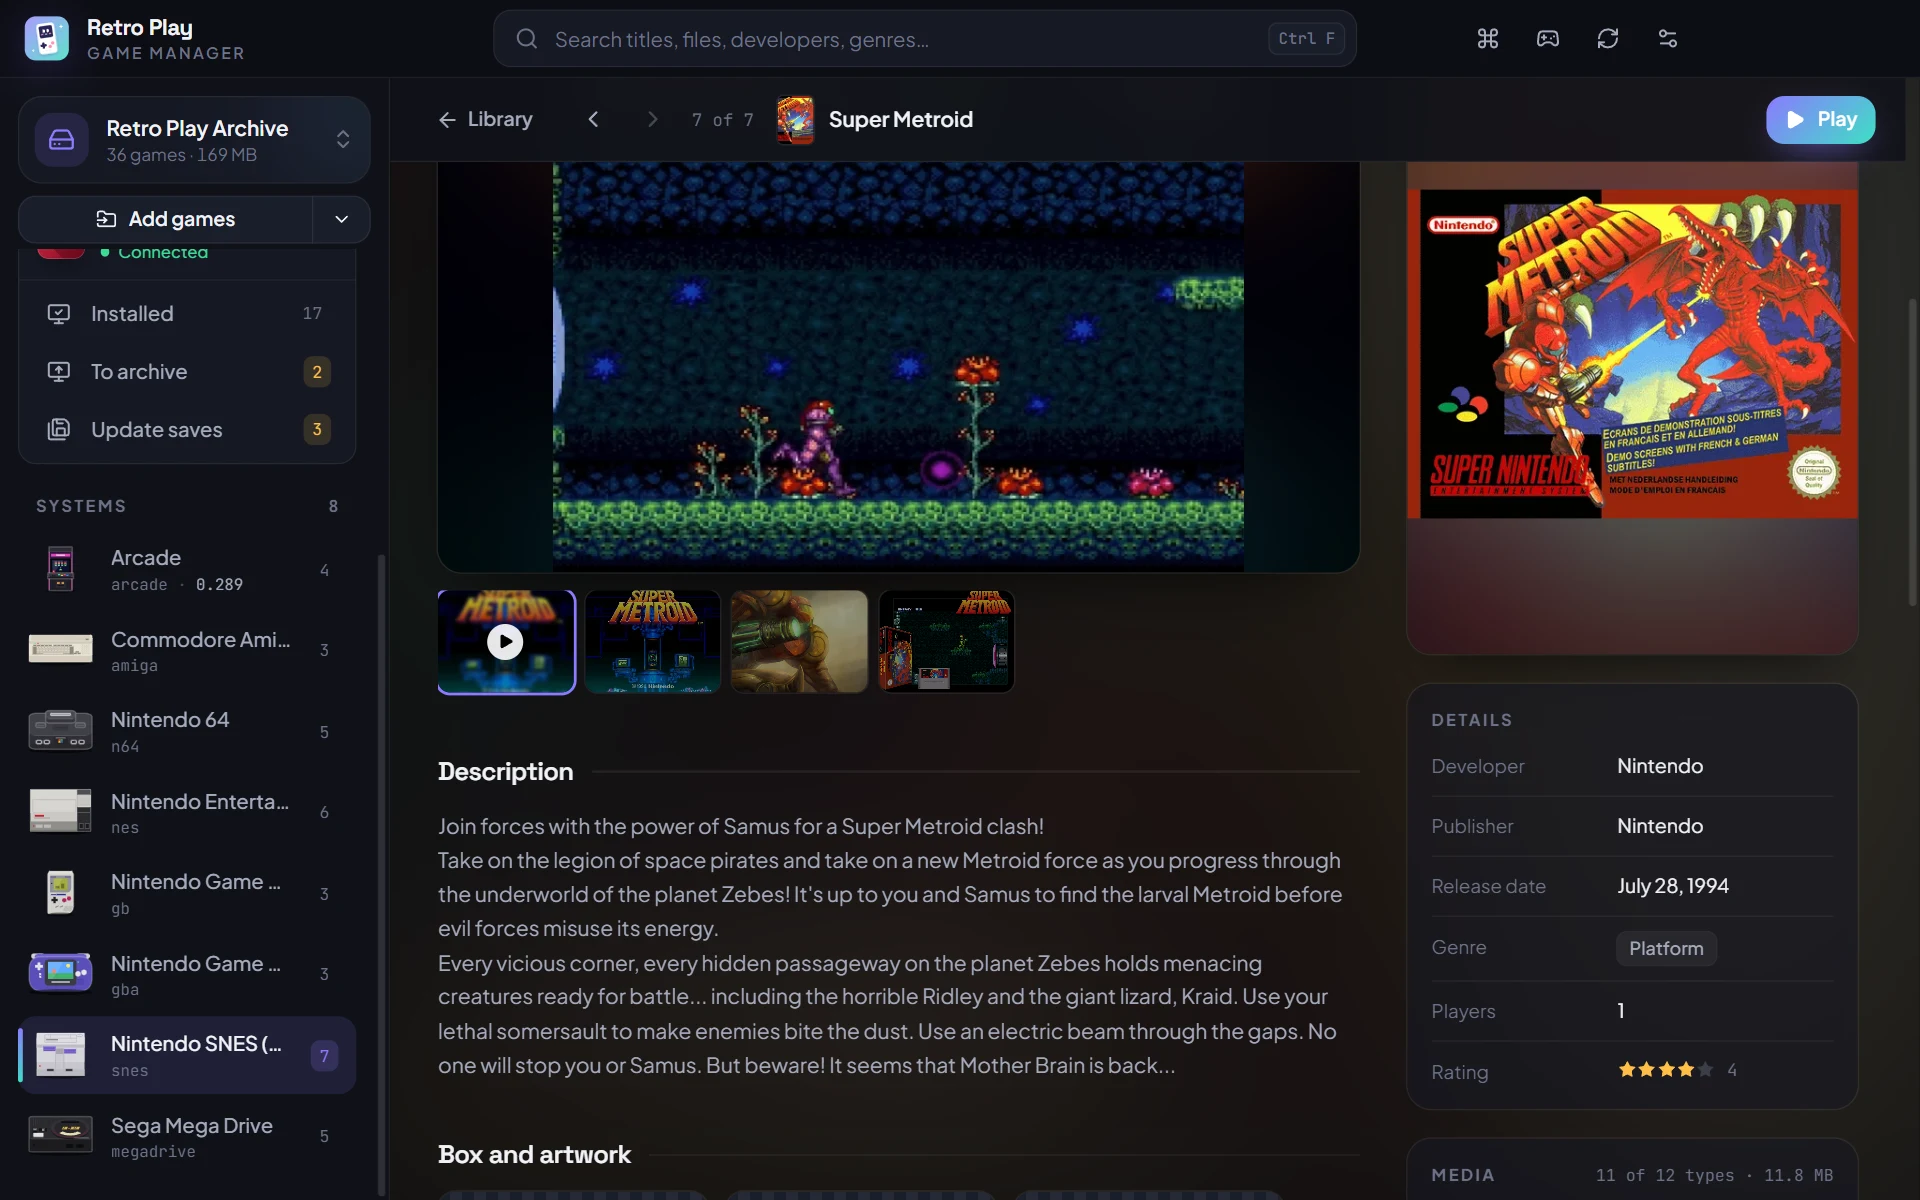 Retro Play
GAME MANAGER
Search titles, files, developers, genres...
Ctrl F
Retro Play Archive
36 games · 169 MB
Add games
Connected
Installed 17
To archive 2
Update saves 3
SYSTEMS 8
Arcade
arcade · 0.289
4
Commodore Ami...
amiga
3
Nintendo 64
n64
5
Nintendo Enterta...
nes
6
Nintendo Game ...
gb
3
Nintendo Game ...
gba
3
Nintendo SNES (...
snes
7
Sega Mega Drive
megadrive
5
Library
7 of 7
Super Metroid
Play
METROID
SUPER
METROID
Nintendo
METROID
Description
Join forces with the power of Samus for a Super Metroid clash!
Take on the legion of space pirates and take on a new Metroid force as you progress through
the underworld of the planet Zebes! It's up to you and Samus to find the larval Metroid before
evil forces misuse its energy.
Every vicious corner, every hidden passageway on the planet Zebes holds menacing
creatures ready for battle... including the horrible Ridley and the giant lizard, Kraid. Use your
lethal somersault to make enemies bite the dust. Use an electric beam through the gaps. No
one will stop you or Samus. But beware! It seems that Mother Brain is back...
Box and artwork
Nintendo
SUPER
METROID
ECRANS DE DEMONSTRATION SOUS-TITRES
EN FRANCAIS ET EN ALLEMAND!
DEMO SCREENS WITH FRENCH & GERMAN
SUBTITLES!
MET NEDERLANDSE HANDLEIDING
MODE D'EMPLOI EN FRANCAIS
SUPER NINTENDO
ENTERTAINMENT SYSTEM
Original
Nintendo
Seal of
Quality
DETAILS
Developer Nintendo
Publisher Nintendo
Release date July 28, 1994
Genre Platform
Players 1
Rating 4
MEDIA 11 of 12 types · 11.8 MB